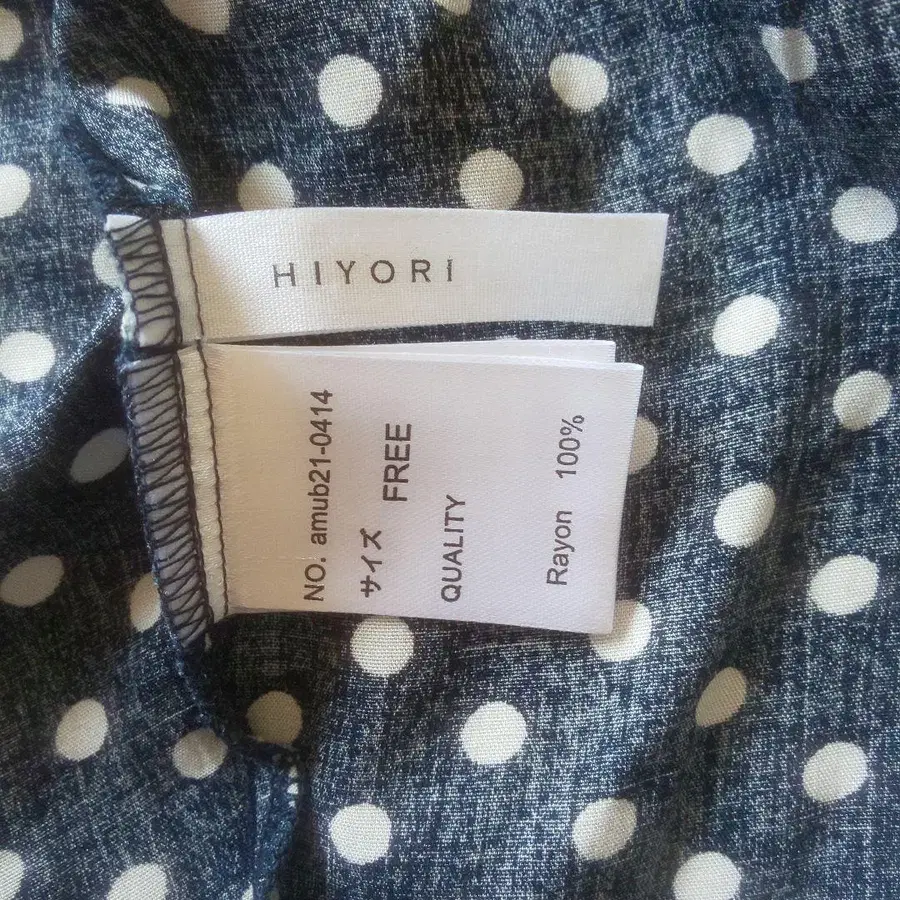 HIYORI
NO. amub21-0414
サイズ FREE
QUALITY
Rayon 100%